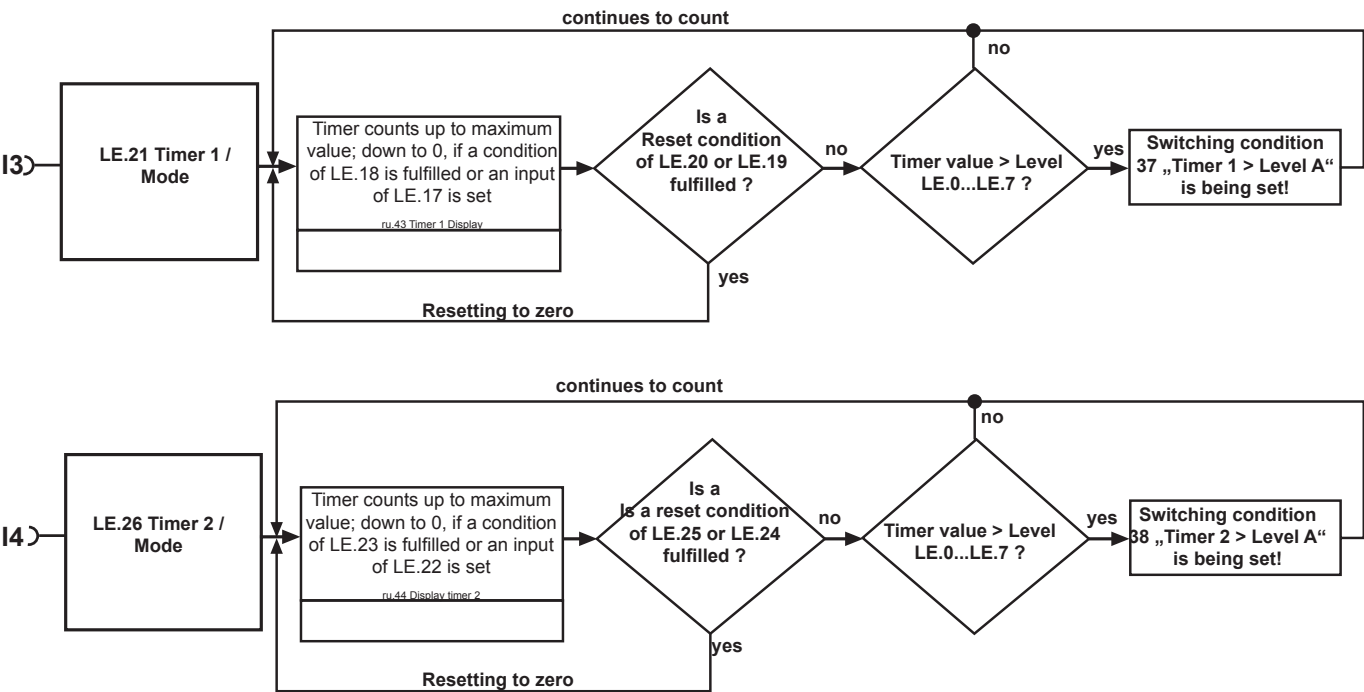 continues to count
no
I3
LE.21 Timer 1 /
Mode
Timer counts up to maximum
value; down to 0, if a condition
of LE.18 is fulfilled or an input
of LE.17 is set
ru.43 Timer 1 Display
Is a
Reset condition
of LE.20 or LE.19
fulfilled ?
no
Timer value > Level
LE.0...LE.7 ?
yes
Switching condition
37 „Timer 1 > Level A“
is being set!
yes
Resetting to zero
continues to count
no
I4
LE.26 Timer 2 /
Mode
Timer counts up to maximum
value; down to 0, if a condition
of LE.23 is fulfilled or an input
of LE.22 is set
ru.44 Display timer 2
Is a
Is a reset condition
of LE.25 or LE.24
fulfilled ?
no
Timer value > Level
LE.0...LE.7 ?
yes
Switching condition
38 „Timer 2 > Level A“
is being set!
yes
Resetting to zero